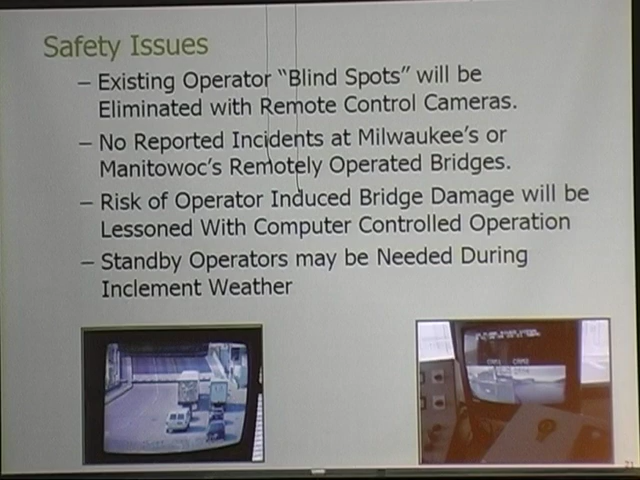 Safety Issues
– Existing Operator “Blind Spots” will be
Eliminated with Remote Control Cameras.
– No Reported Incidents at Milwaukee’s or
Manitowoc’s Remotely Operated Bridges.
– Risk of Operator Induced Bridge Damage will be
Lessoned With Computer Controlled Operation
– Standby Operators may be Needed During
Inclement Weather
21